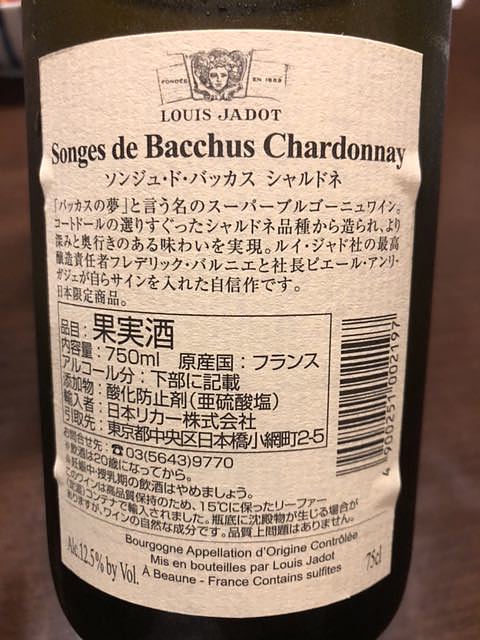 FONDÉE EN 1859
LOUIS JADOT
Songes de Bacchus Chardonnay
ソンジュ・ド・バッカス シャルドネ
「バッカスの夢」と言う名のスーパーブルゴーニュワイン。
コートドールの選りすぐったシャルドネ品種から造られ、より
深みと奥行きのある味わいを実現。ルイ・ジャド社の最高
醸造責任者フレデリック・バルニエと社長ピエール・アンリ・
ガジェが自らサインを入れた自信作です。
日本限定商品。
品目：果実酒
内容量：750ml 原産国：フランス
アルコール分：下部に記載
添加物：酸化防止剤（亜硫酸塩）
輸入者：日本リカー株式会社
引取先：東京都中央区日本橋小網町2-5
お問合せ先：☎03(5643)9770
※飲酒は20歳になってから。
※妊娠中・授乳期の飲酒はやめましょう。
このワインは高品質保持のため、15℃に保ったリーファー
（定温）コンテナで輸入されました。瓶底に沈殿物が生じる場合が
ありますが、ワインの自然な成分です。品質上問題はありません。
4 900251 002197
Bourgogne Appellation d'Origine Contrôlée
Mis en bouteilles par Louis Jadot
À Beaune - France Contains sulfites
Alc.12.5% by Vol.
75cl